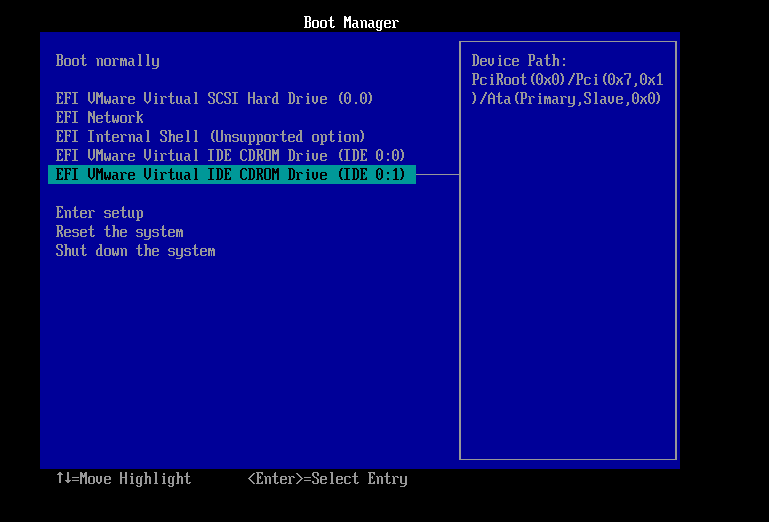 Boot Manager
Boot normally
EFI VMware Virtual SCSI Hard Drive (0.0)
EFI Network
EFI Internal Shell (Unsupported option)
EFI VMware Virtual IDE CDROM Drive (IDE 0:0)
EFI VMware Virtual IDE CDROM Drive (IDE 0:1)
Enter setup
Reset the system
Shut down the system
Device Path:
PciRoot(0x0)/Pci(0x7,0x1
)/Ata(Primary,Slave,0x0)
↑↓=Move Highlight
<Enter>=Select Entry